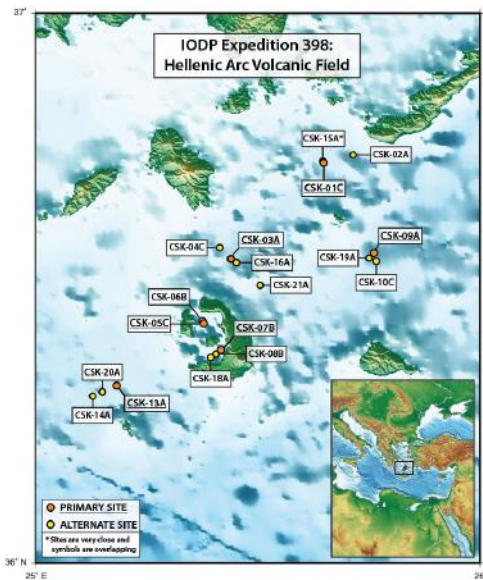 37°
IODP Expedition 398:
Hellenic Arc Volcanic Field
CSK-15A*
CSK-02A
CSK-01C
CSK-04C
CSK-03A
CSK-09A
CSK-16A
CSK-19A
CSK-10C
CSK-21A
CSK-06B
CSK-05C
CSK-07B
CSK-08B
CSK-18A
CSK-20A
CSK-13A
CSK-14A
PRIMARY SITE
ALTERNATE SITE
*Sites are very close and
symbols are overlapping
36° N
25° E
26